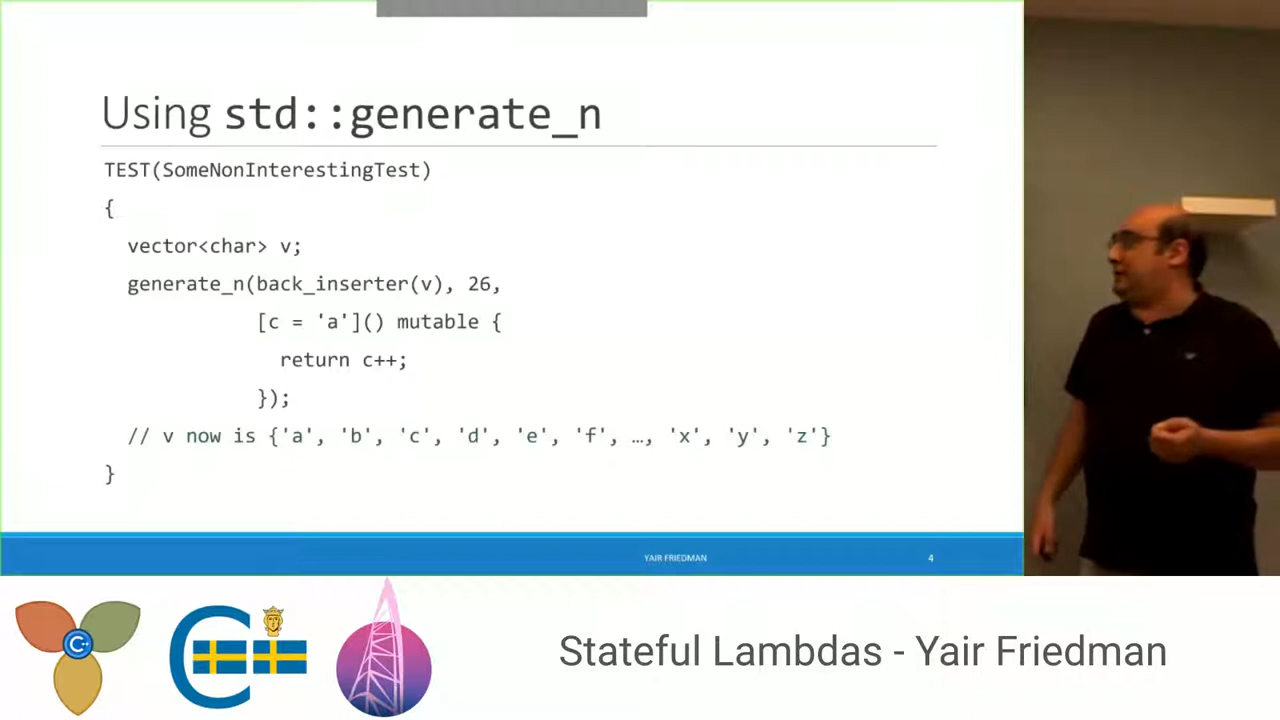 Using std::generate_n
TEST(SomeNonInterestingTest)
{
vector<char> v;
generate_n(back_inserter(v), 26,
[c = 'a']() mutable {
return c++;
});
// v now is {'a', 'b', 'c', 'd', 'e', 'f', …, 'x', 'y', 'z'}
}
YAIR FRIEDMAN
4
C++
C++
Stateful Lambdas - Yair Friedman